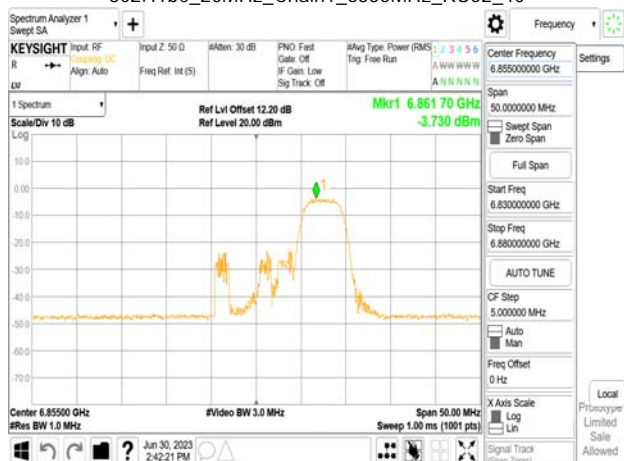 Spectrum Analyzer 1
Swept SA
Frequency
KEYSIGHT
Input: RF
Coupling: DC
Align: Auto
Input Z: 50 Ω
Freq Ref: Int (S)
#Atten: 30 dB
PNO: Fast
Gate: Off
IF Gain: Low
Sig Track: Off
#Avg Type: Power (RMS
Trig: Free Run
1 2 3 4 5 6
A W W W W W
A N N N N N
R
Center Frequency
6.855000000 GHz
Settings
Span
50.0000000 MHz
Swept Span
Zero Span
Full Span
Start Freq
6.830000000 GHz
Stop Freq
6.880000000 GHz
AUTO TUNE
CF Step
5.000000 MHz
Auto
Man
Freq Offset
0 Hz
X Axis Scale
Log
Lin
Signal Track
Local
Prototype
Limited
Sale
Allowed
1 Spectrum
Scale/Div 10 dB
Log
Ref Lvl Offset 12.20 dB
Ref Level 20.00 dBm
Mkr1 6.861 70 GHz
-3.730 dBm
1
10.0
0.00
-10.0
-20.0
-30.0
-40.0
-50.0
-60.0
-70.0
Center 6.85500 GHz
#Res BW 1.0 MHz
#Video BW 3.0 MHz
Span 50.00 MHz
Sweep 1.00 ms (1001 pts)
Jun 30, 2023
2:42:21 PM